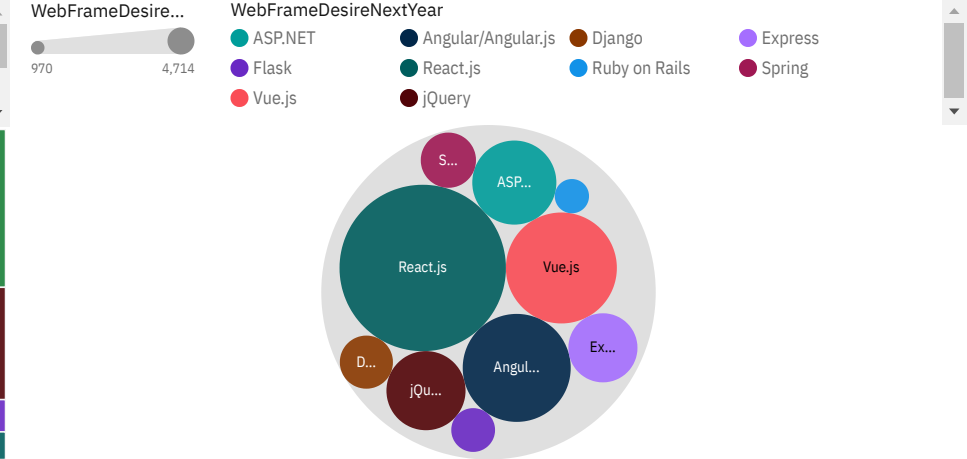 WebFrameDesire...
970
4,714
WebFrameDesireNextYear
ASP.NET
Angular/Angular.js
Django
Express
Flask
React.js
Ruby on Rails
Spring
Vue.js
jQuery
S...
ASP...
React.js
Vue.js
Ex...
D...
jQu...
Angul...